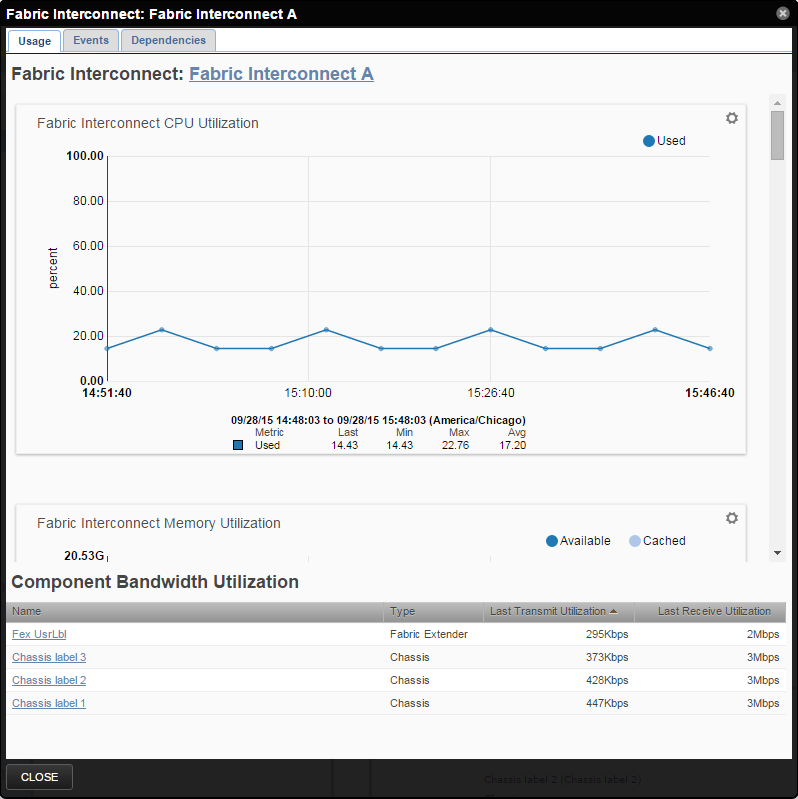 Fabric Interconnect: Fabric Interconnect A
Usage Events Dependencies
Fabric Interconnect: Fabric Interconnect A
Fabric Interconnect CPU Utilization
Used
100.00
80.00
60.00
percent
40.00
20.00
0.00
14:51:40 15:10:00 15:26:40 15:46:40
09/28/15 14:48:03 to 09/28/15 15:48:03 (America/Chicago)
Metric Last Min Max Avg
Used 14.43 14.43 22.76 17.20
Fabric Interconnect Memory Utilization
Available Cached
20.53G
Component Bandwidth Utilization
Name Type Last Transmit Utilization Last Receive Utilization
Fex UsrLbl Fabric Extender 295Kbps 2Mbps
Chassis label 3 Chassis 373Kbps 3Mbps
Chassis label 2 Chassis 428Kbps 3Mbps
Chassis label 1 Chassis 447Kbps 3Mbps
CLOSE
Chassis label 2 (Chassis label 2)